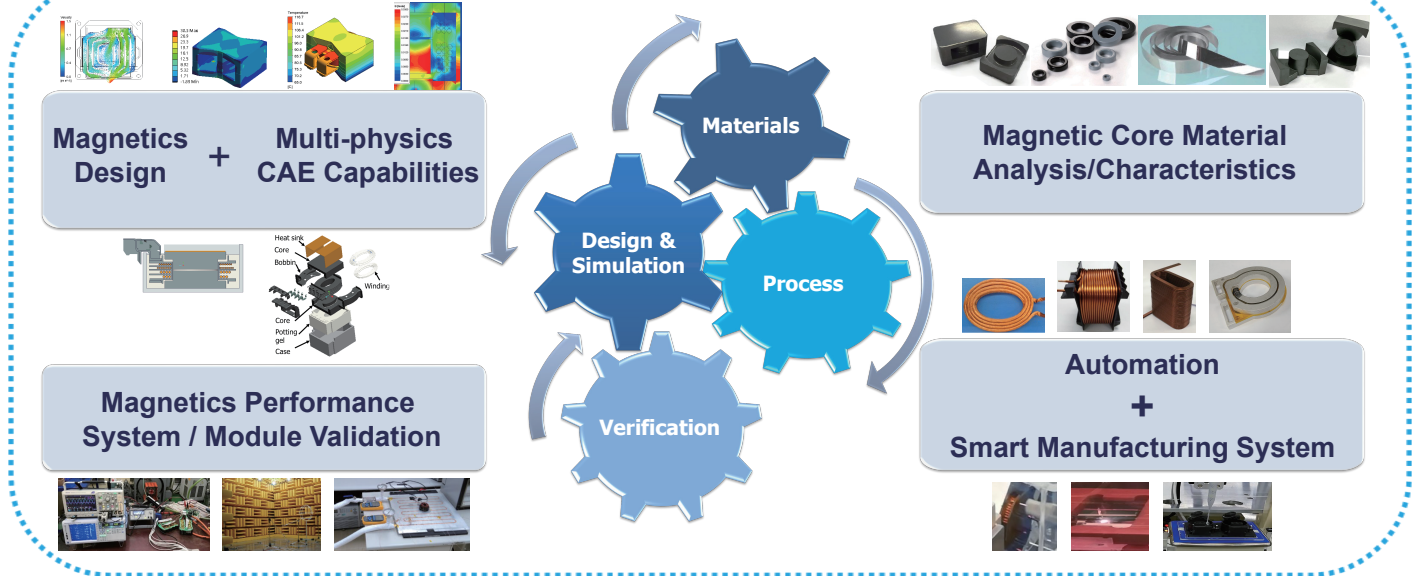 Magnetics
Design
+
Multi-physics
CAE Capabilities
Materials
Magnetic Core Material
Analysis/Characteristics
Design &
Simulation
Process
Heat sink
Core
Bobbin
Winding
Core
Potting
gel
Case
Magnetics Performance
System / Module Validation
Verification
Automation
+
Smart Manufacturing System